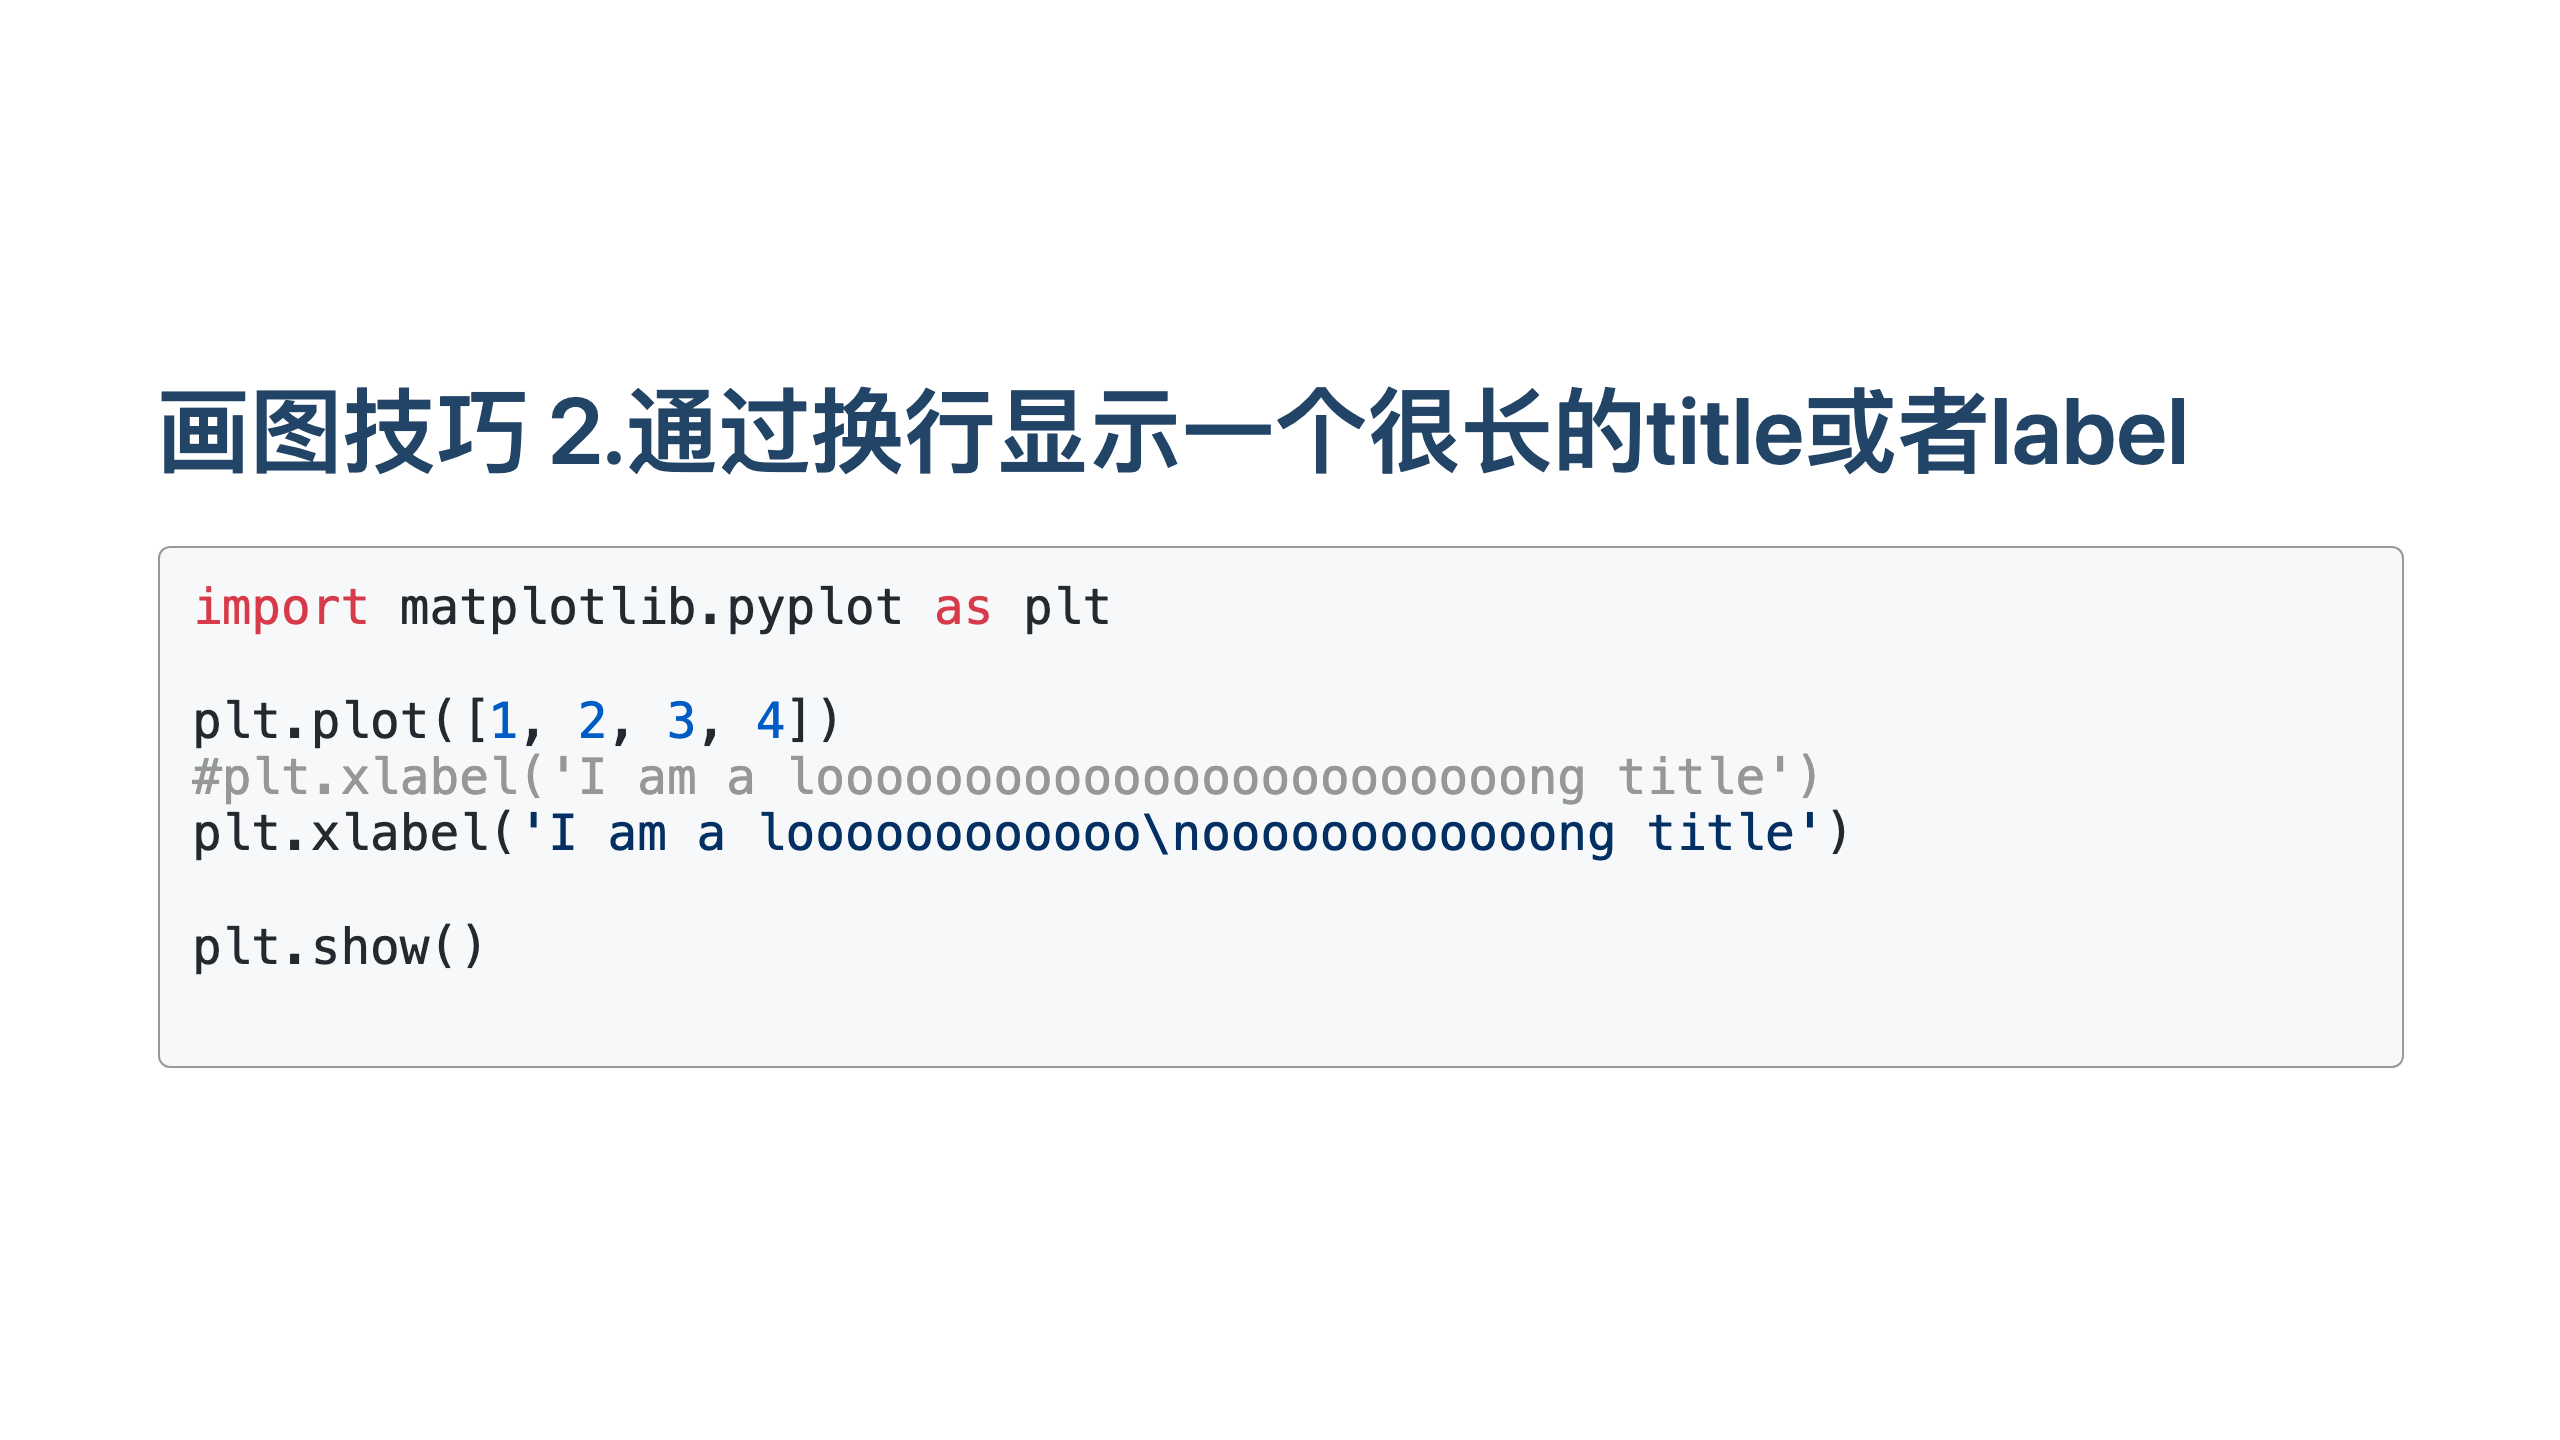 画图技巧 2.通过换行显示一个很长的title或者label
import matplotlib.pyplot as plt
plt.plot([1, 2, 3, 4])
#plt.xlabel('I am a loooooooooooooooooooooooong title')
plt.xlabel('I am a loooooooooooo\noooooooooooong title')
plt.show()